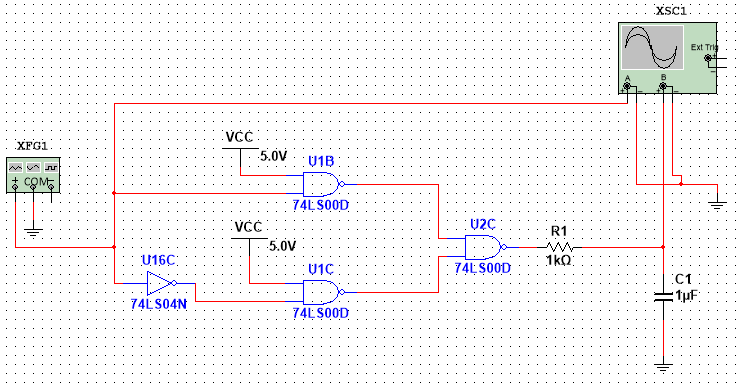 XSC1
Ext Trig
+
-
A
B
+ - + -
VCC
5.0V
XFG1
U1B
COM
+ -
74LS00D
VCC
5.0V
U2C
R1
U16C
U1C
74LS00D
1kΩ
C1
1µF
74LS04N
74LS00D